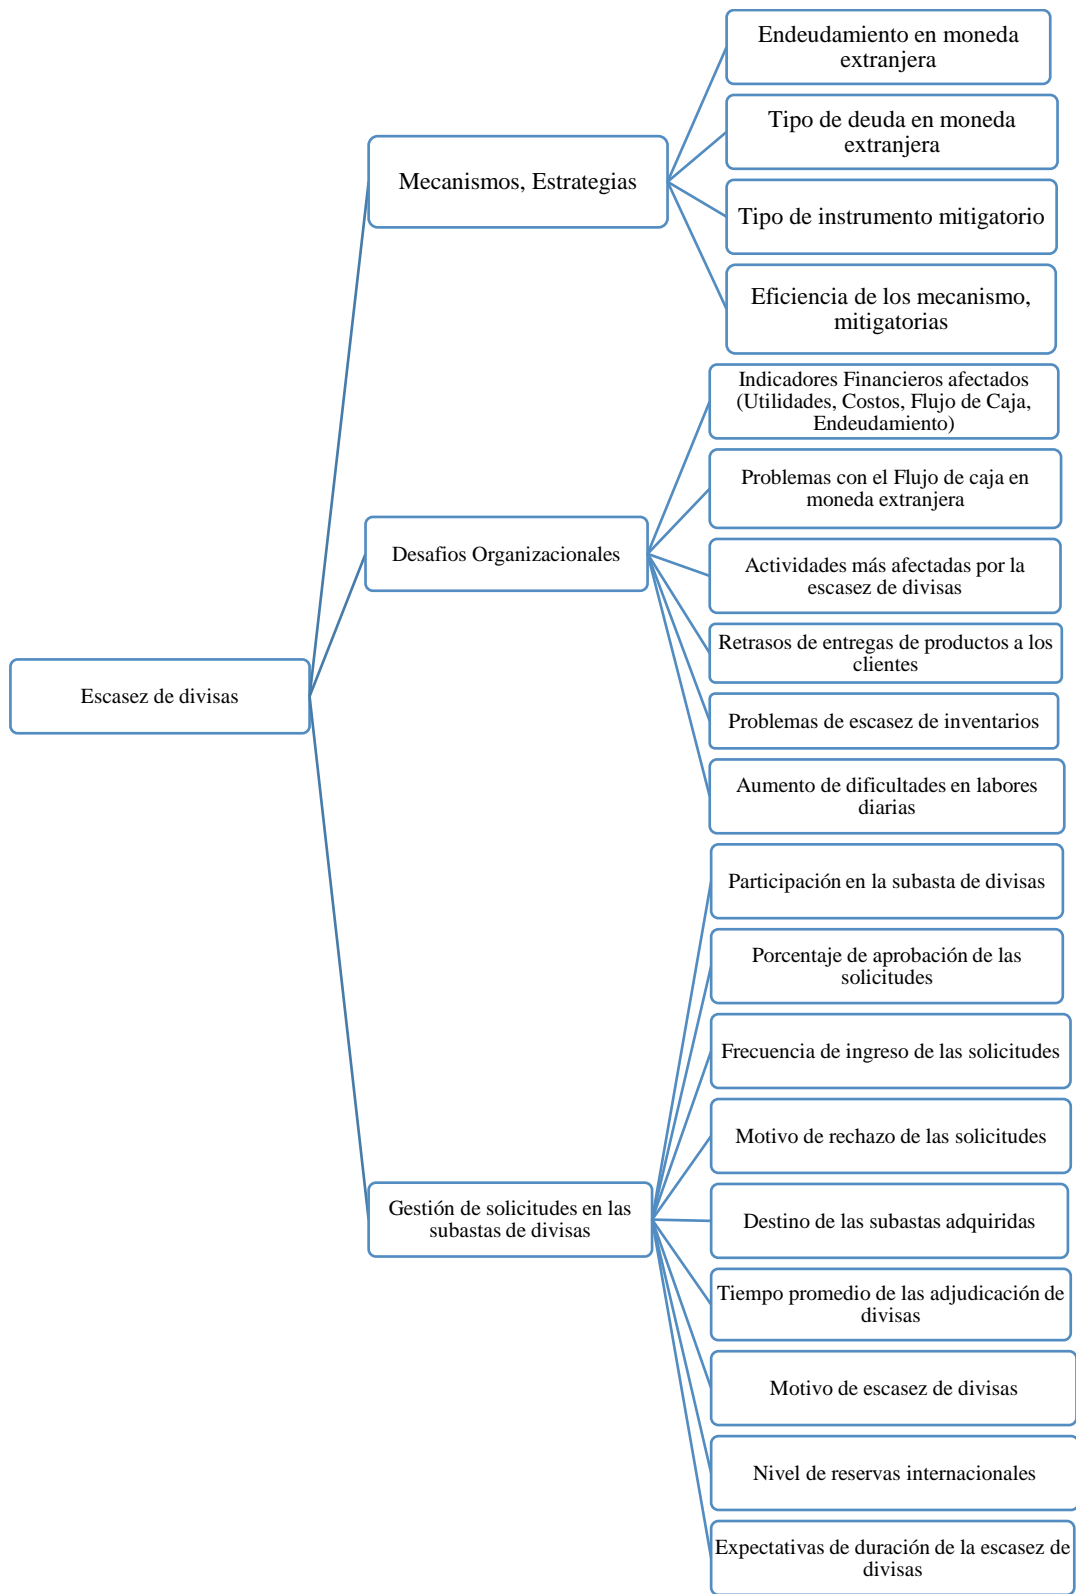 Endeudamiento en moneda
extranjera
Tipo de deuda en moneda
extranjera
Mecanismos, Estrategias
Tipo de instrumento mitigatorio
Eficiencia de los mecanismo,
mitigatorias
Indicadores Financieros afectados
(Utilidades, Costos, Flujo de Caja,
Endeudamiento)
Problemas con el Flujo de caja en
moneda extranjera
Desafios Organizacionales
Actividades más afectadas por la
escasez de divisas
Retrasos de entregas de productos a los
clientes
Escasez de divisas
Problemas de escasez de inventarios
Aumento de dificultades en labores
diarias
Participación en la subasta de divisas
Porcentaje de aprobación de las
solicitudes
Frecuencia de ingreso de las solicitudes
Motivo de rechazo de las solicitudes
Gestión de solicitudes en las
subastas de divisas
Destino de las subastas adquiridas
Tiempo promedio de las adjudicación de
divisas
Motivo de escasez de divisas
Nivel de reservas internacionales
Expectativas de duración de la escasez de
divisas